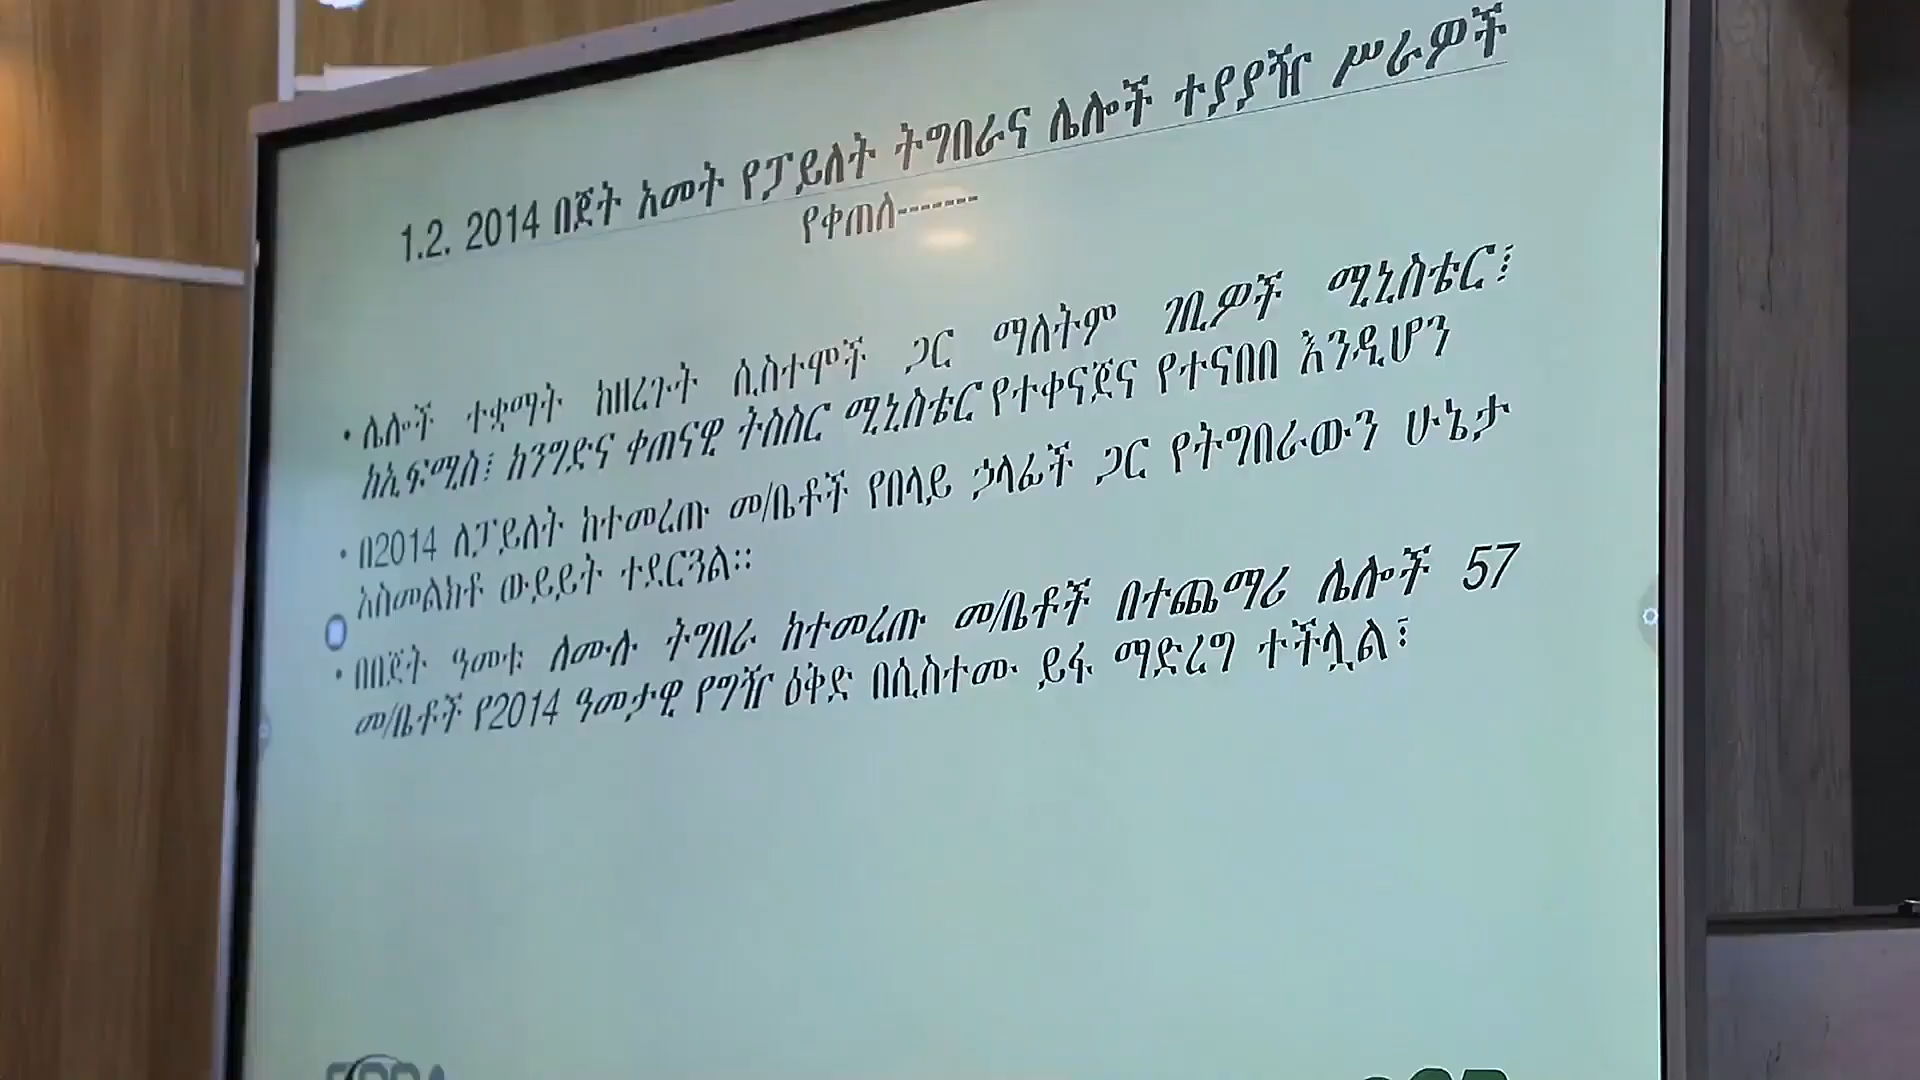 1.2. 2014 በጀት አመት የፓይለት ትግበራና ሌሎች ተያያዥ ሥራዎች
የቀጠለ-------
• ሌሎች ተቋማት ከዘረጉት ሲስተሞች ጋር ማለትም ገቢዎች ሚኒስቴር፤
ከኢፍሚስ፤ ከንግድና ቀጠናዊ ትስስር ሚኒስቴር የተቀናጀና የተናበበ እንዲሆን
• በ2014 ለፓይለት ከተመረጡ መ/ቤቶች የበላይ ኃላፊች ጋር የትግበራውን ሁኔታ
አስመልክቶ ውይይት ተደርጓል።
• በበጀት ዓመቱ ለሙሉ ትግበራ ከተመረጡ መ/ቤቶች በተጨማሪ ሌሎች 57
መ/ቤቶች የ2014 ዓመታዊ የግዥ ዕቅድ በሲስተሙ ይፋ ማድረግ ተችሏል፤